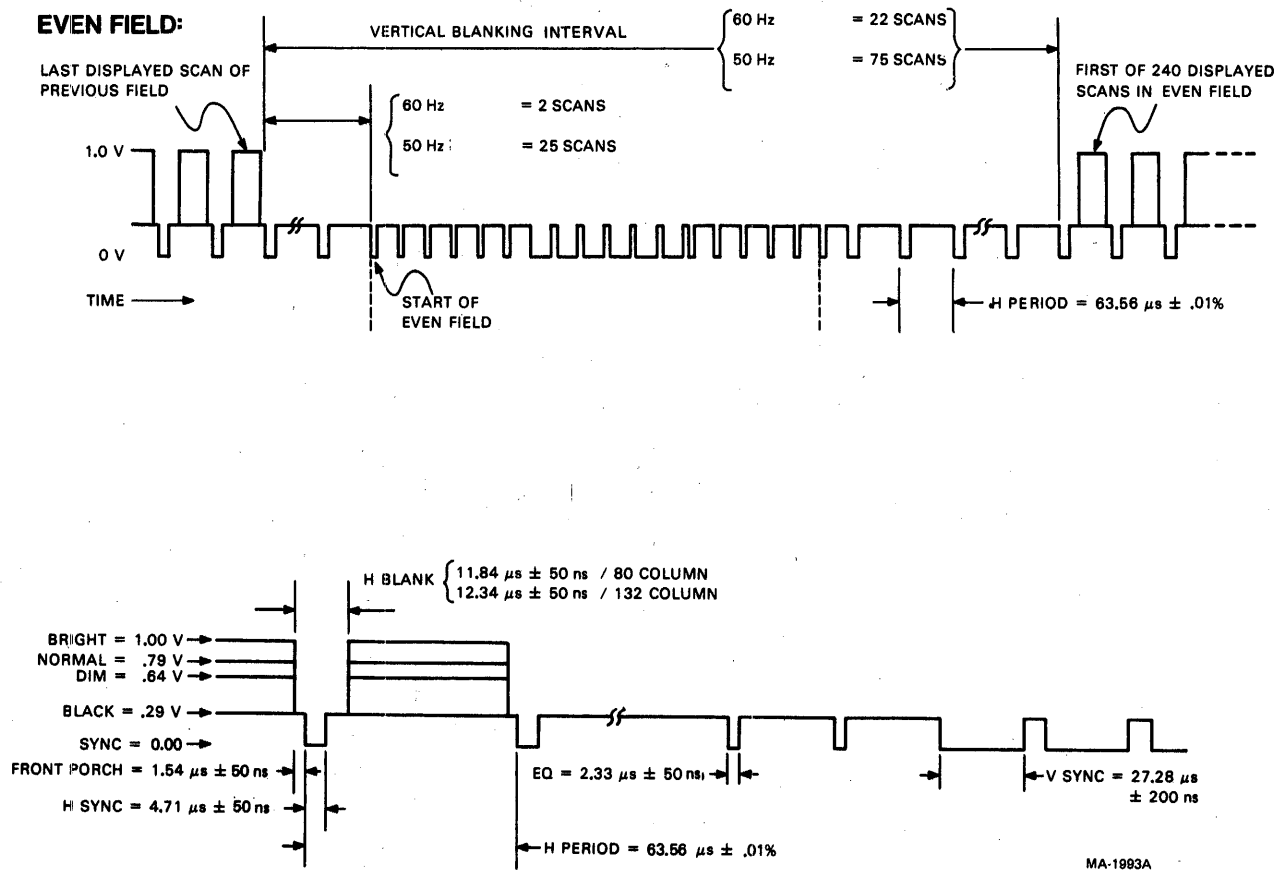 EVEN FIELD:
VERTICAL BLANKING INTERVAL
60 Hz = 22 SCANS
50 Hz = 75 SCANS
LAST DISPLAYED SCAN OF
PREVIOUS FIELD
60 Hz = 2 SCANS
50 Hz = 25 SCANS
FIRST OF 240 DISPLAYED
SCANS IN EVEN FIELD
1.0 V
0 V
TIME
START OF
EVEN FIELD
H PERIOD = 63.56 μs ± .01%
H BLANK
11.84 μs ± 50 ns / 80 COLUMN
12.34 μs ± 50 ns / 132 COLUMN
BRIGHT = 1.00 V
NORMAL = .79 V
DIM = .64 V
BLACK = .29 V
SYNC = 0.00
FRONT PORCH = 1.54 μs ± 50 ns
EQ = 2.33 μs ± 50 ns
V SYNC = 27.28 μs
± 200 ns
H SYNC = 4.71 μs ± 50 ns
H PERIOD = 63.56 μs ± .01%
MA-1993A